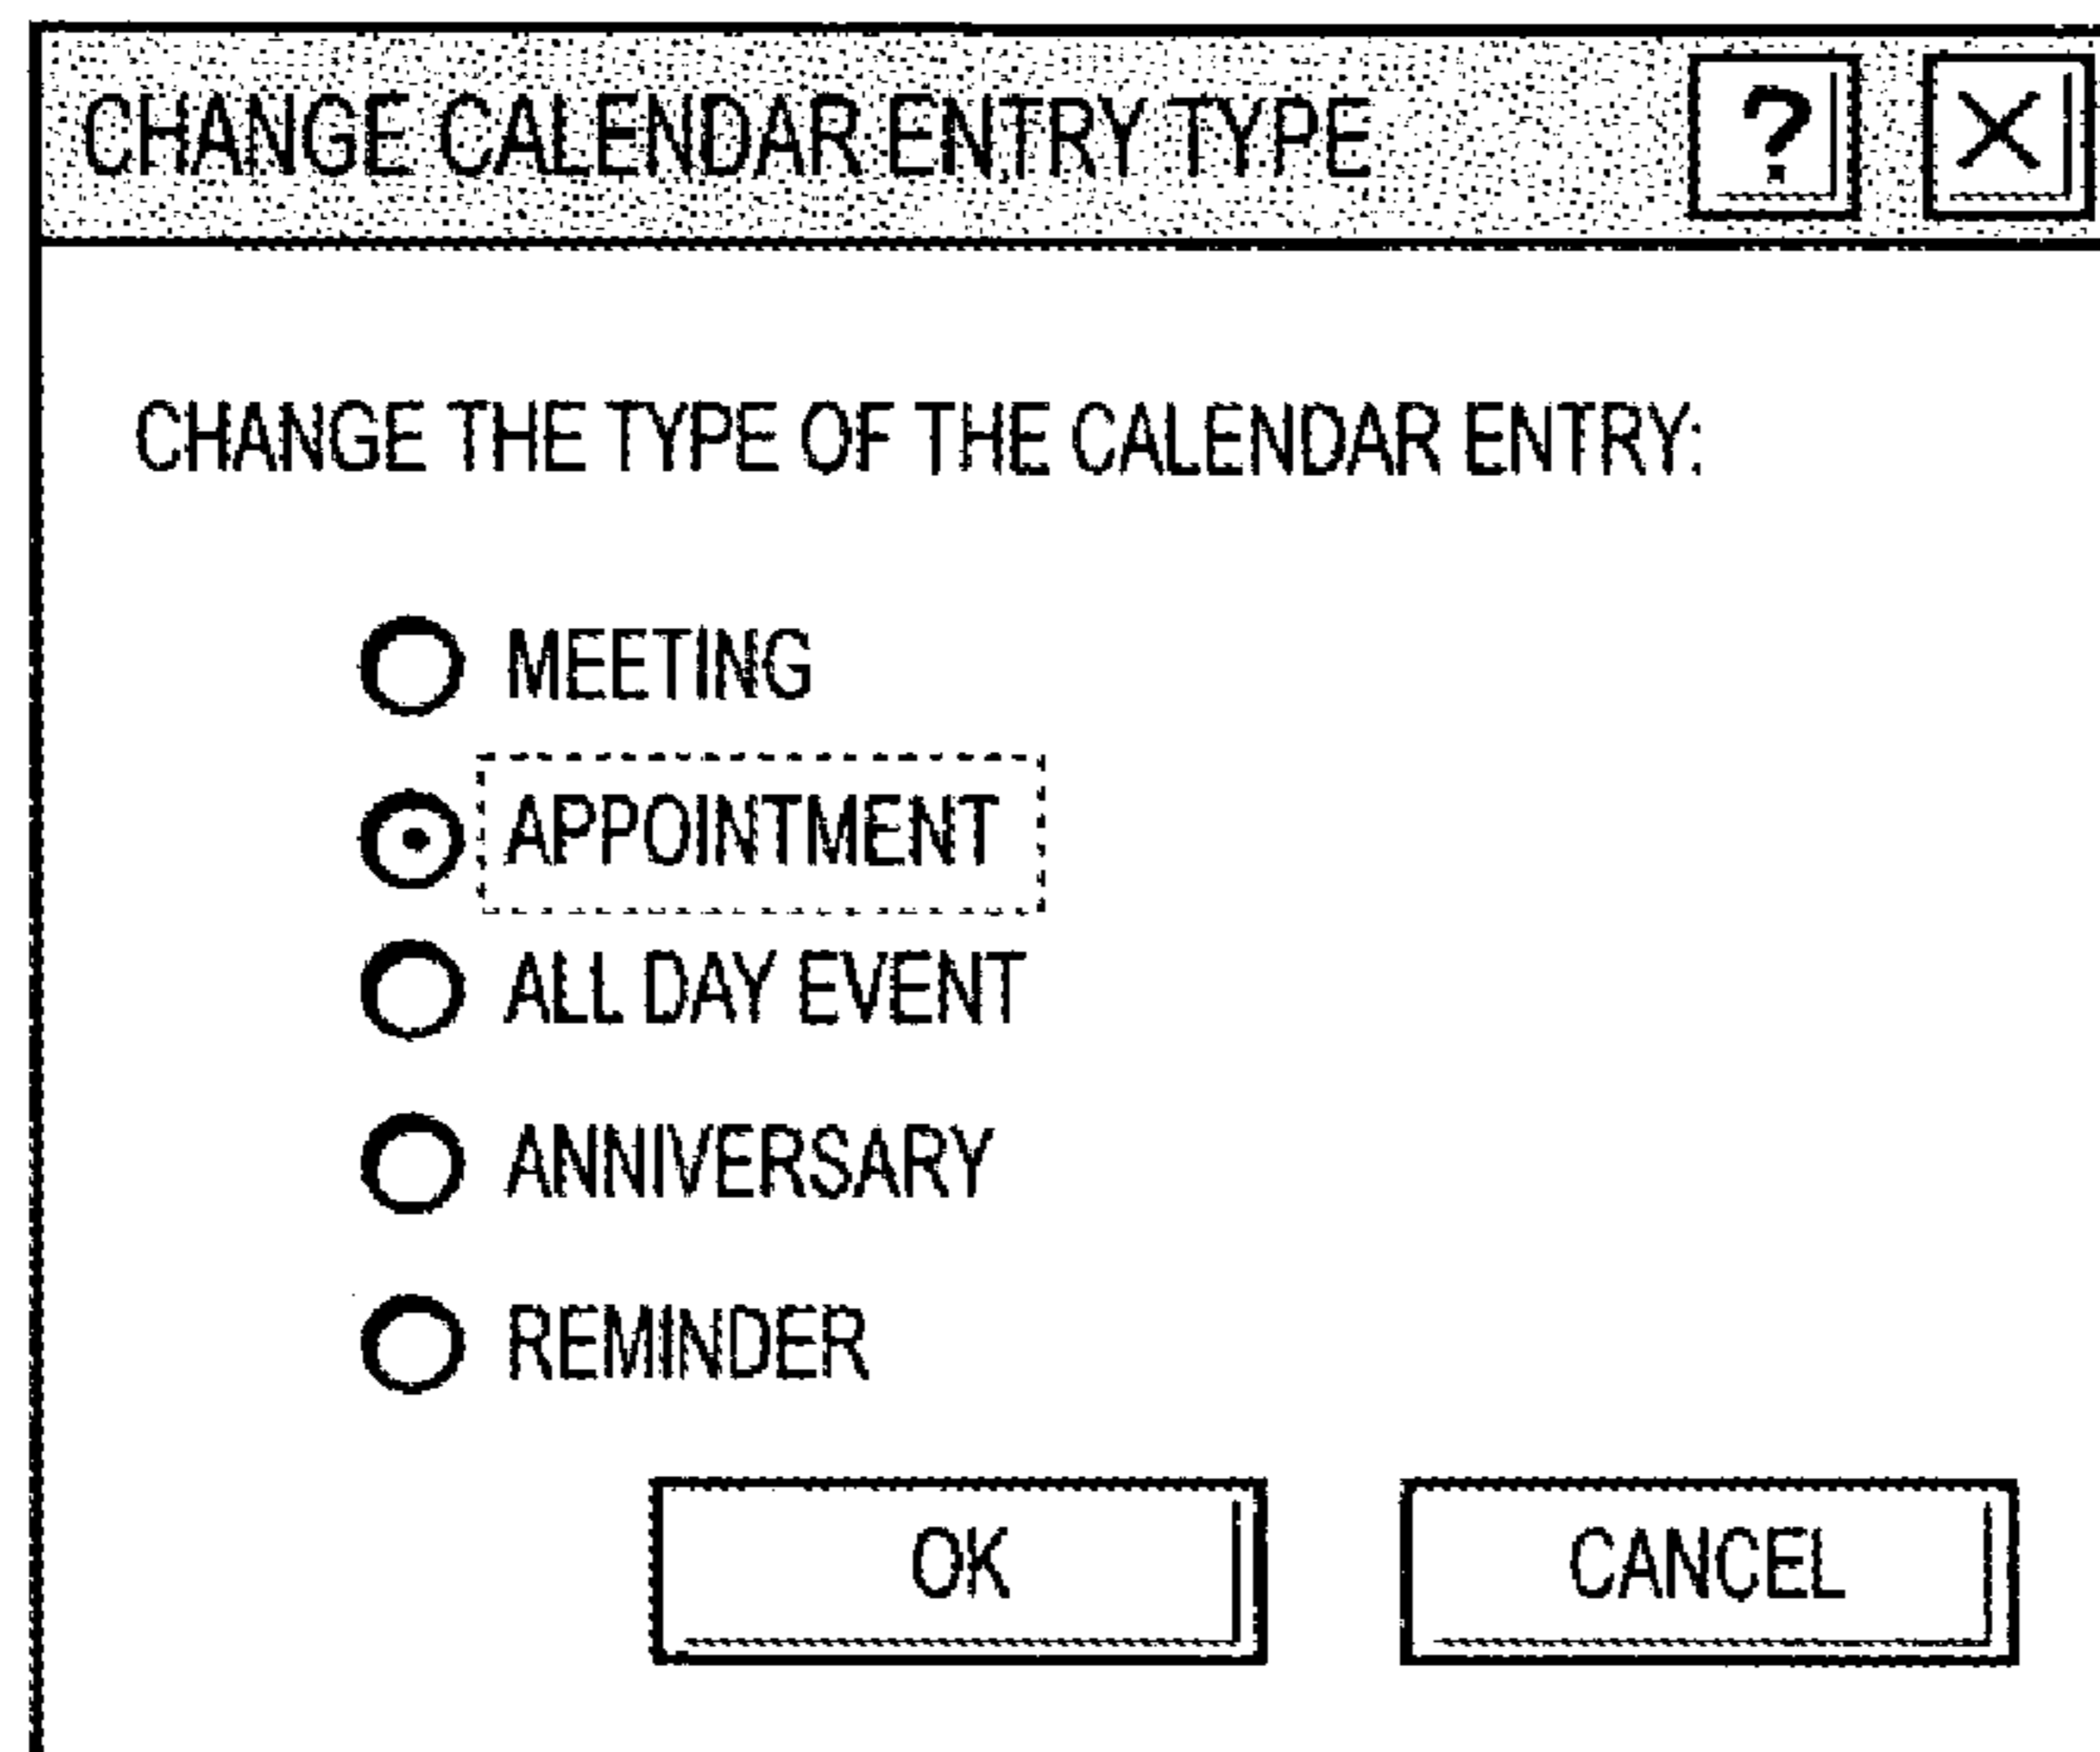 CHANGE CALENDAR ENTRY TYPE ? X
CHANGE THE TYPE OF THE CALENDAR ENTRY:
MEETING
APPOINTMENT
ALL DAY EVENT
ANNIVERSARY
REMINDER
OK CANCEL